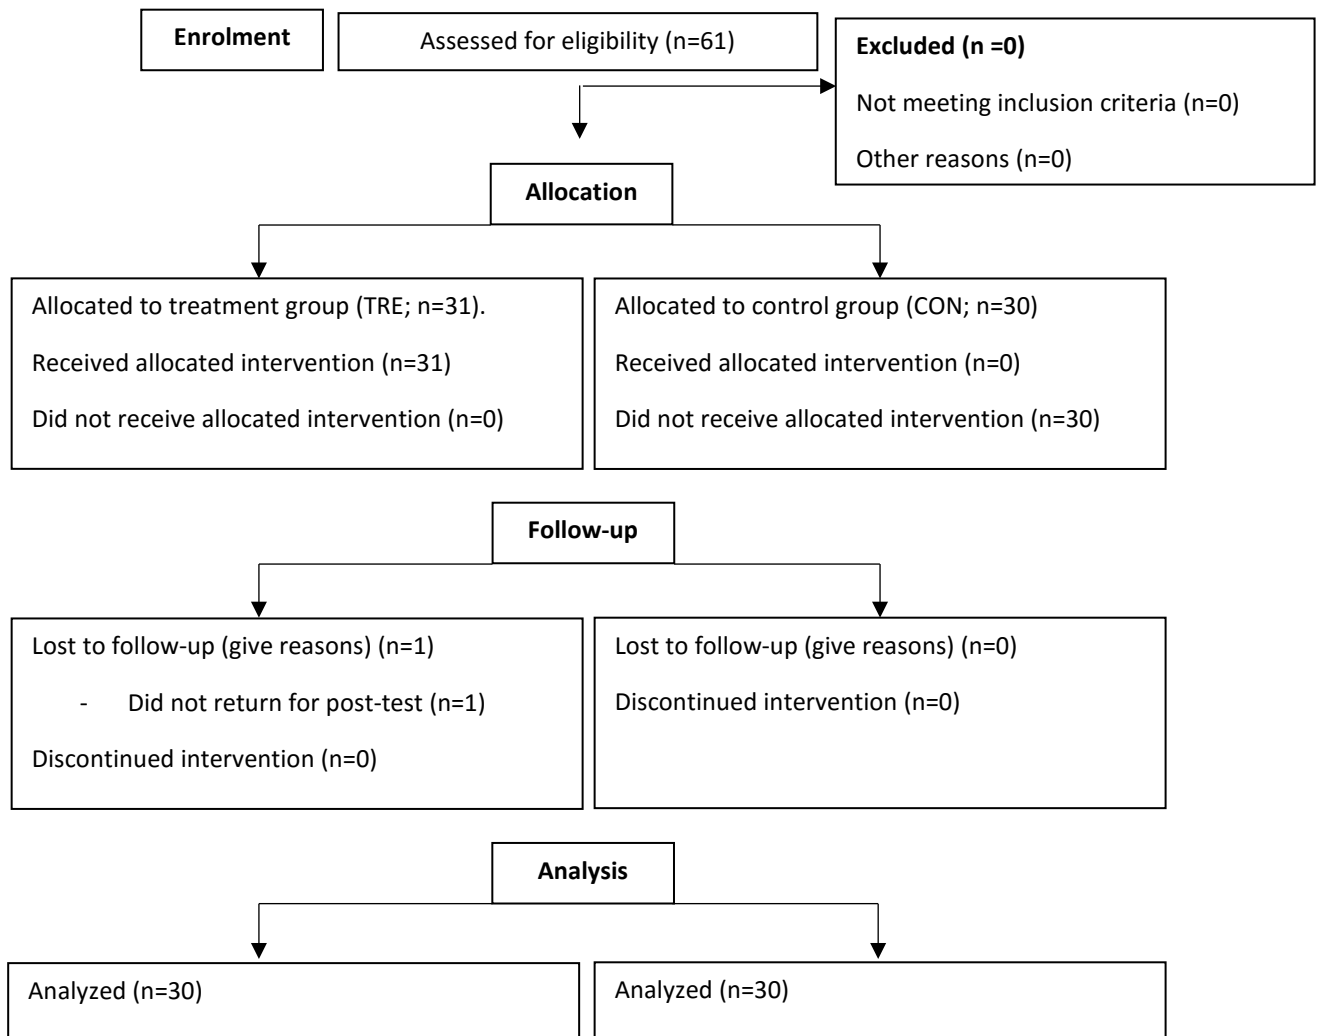 Enrolment
Assessed for eligibility (n=61)
Excluded (n =0)
Not meeting inclusion criteria (n=0)
Other reasons (n=0)
Allocation
Allocated to treatment group (TRE; n=31).
Received allocated intervention (n=31)
Did not receive allocated intervention (n=0)
Allocated to control group (CON; n=30)
Received allocated intervention (n=0)
Did not receive allocated intervention (n=30)
Follow-up
Lost to follow-up (give reasons) (n=1)
- Did not return for post-test (n=1)
Discontinued intervention (n=0)
Lost to follow-up (give reasons) (n=0)
Discontinued intervention (n=0)
Analysis
Analyzed (n=30)
Analyzed (n=30)